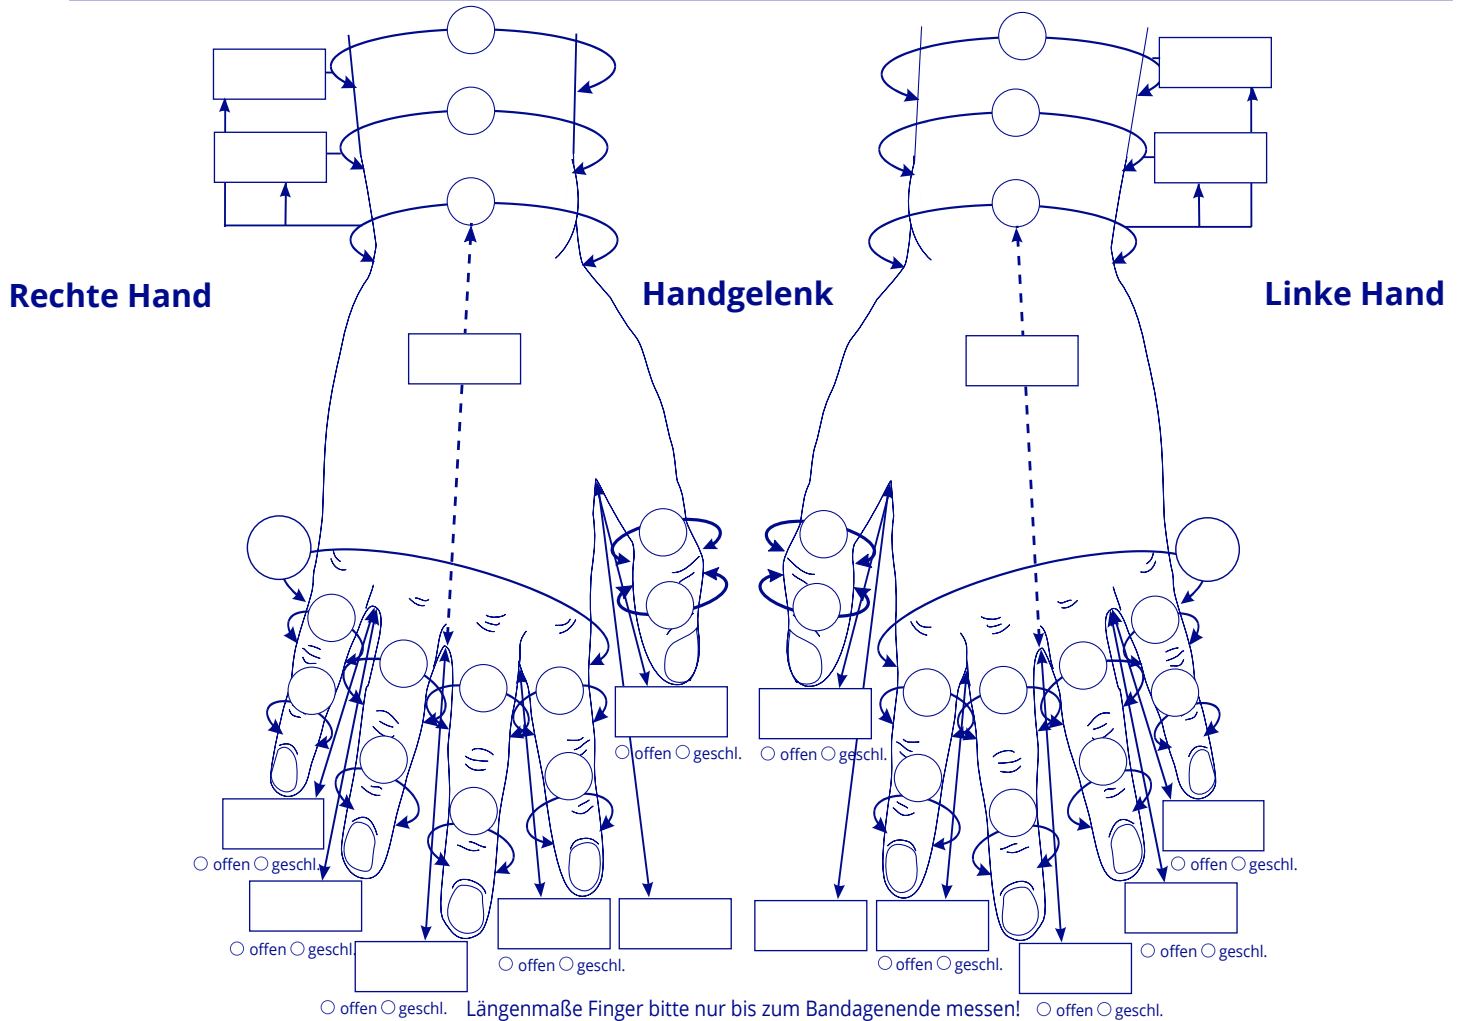 Rechte Hand
Handgelenk
Linke Hand
offen geschl.
offen geschl.
offen geschl.
offen geschl.
offen geschl.
offen geschl.
offen geschl.
offen geschl.
offen geschl.
offen geschl.
Längenmaße Finger bitte nur bis zum Bandagenende messen!